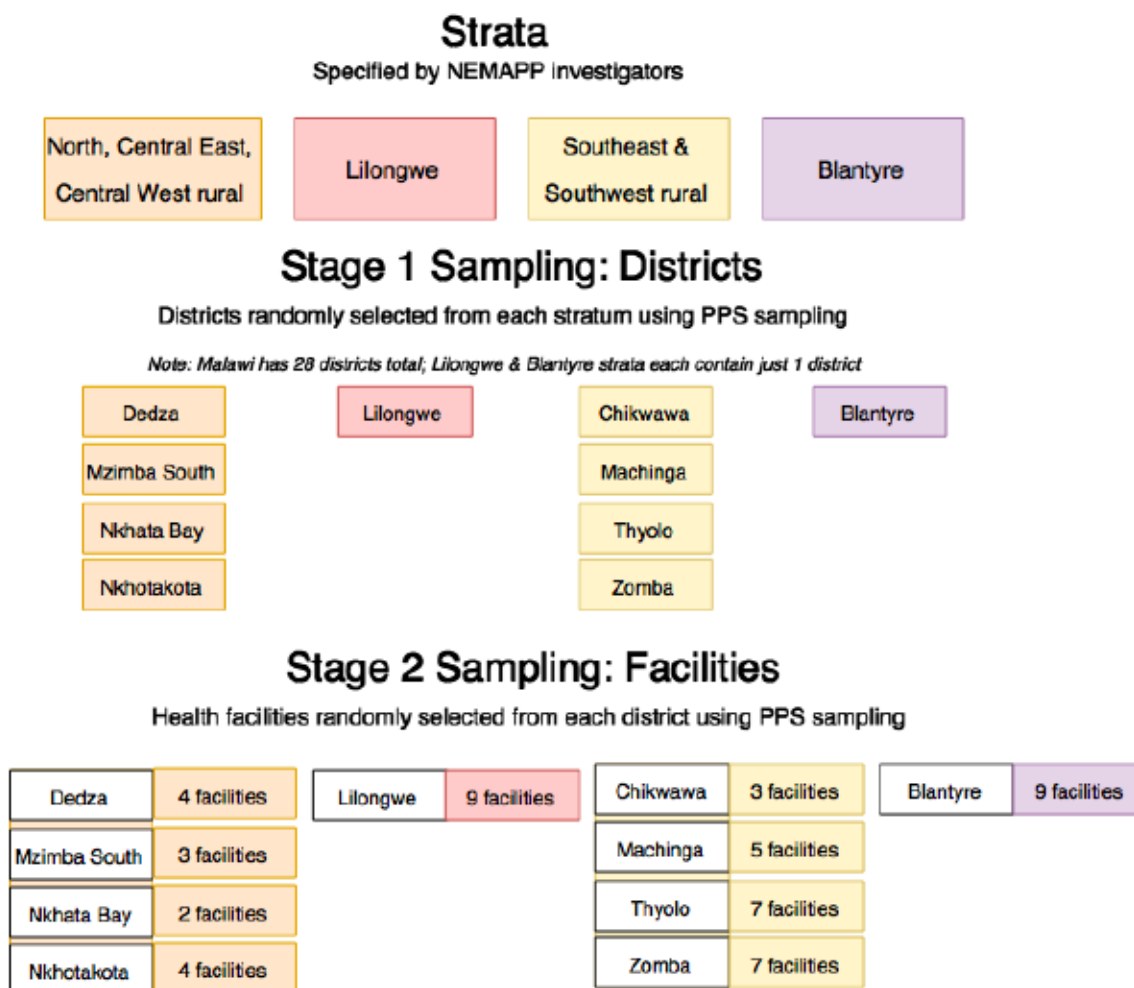 Strata
Specified by NEMAPP investigators
North, Central East,
Central West rural
Lilongwe
Southeast &
Southwest rural
Blantyre
Stage 1 Sampling: Districts
Districts randomly selected from each stratum using PPS sampling
Note: Malawi has 28 districts total; Lilongwe & Blantyre strata each contain just 1 district
Dedza
Lilongwe
Chikwawa
Blantyre
Mzimba South
Machinga
Nkhata Bay
Thyolo
Nkhotakota
Zomba
Stage 2 Sampling: Facilities
Health facilities randomly selected from each district using PPS sampling
Dedza 4 facilities
Lilongwe 9 facilities
Chikwawa 3 facilities
Blantyre 9 facilities
Mzimba South 3 facilities
Machinga 5 facilities
Nkhata Bay 2 facilities
Thyolo 7 facilities
Nkhotakota 4 facilities
Zomba 7 facilities